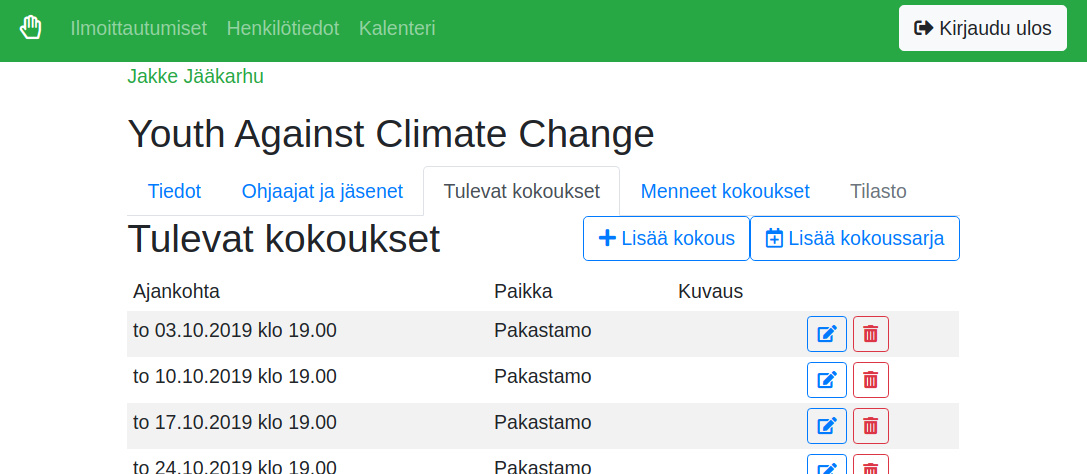 Ilmoittautumiset Henkilötiedot Kalenteri Kirjaudu ulos
Jakke Jääkarhu
Youth Against Climate Change
Tiedot Ohjaajat ja jäsenet Tulevat kokoukset Menneet kokoukset Tilasto
Tulevat kokoukset Lisää kokous Lisää kokoussarja
Ajankohta Paikka Kuvaus
to 03.10.2019 klo 19.00 Pakastamo
to 10.10.2019 klo 19.00 Pakastamo
to 17.10.2019 klo 19.00 Pakastamo
to 24.10.2019 klo 19.00 Pakastamo